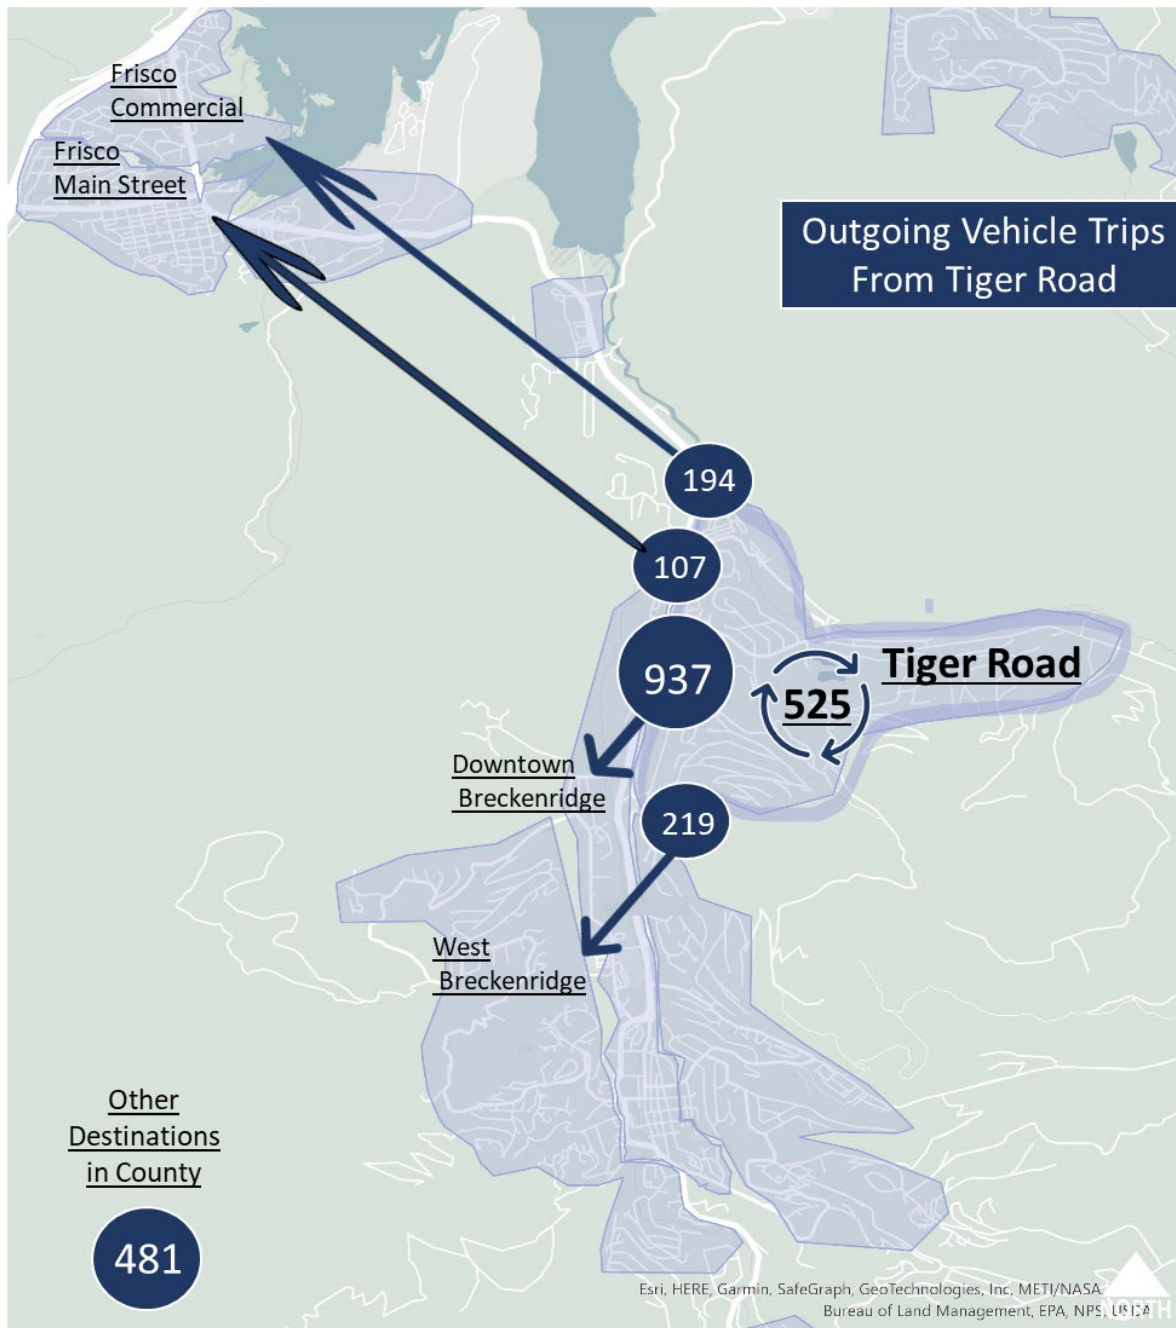 Frisco
Commercial
Frisco
Main Street
Outgoing Vehicle Trips
From Tiger Road
194
107
937
Tiger Road
525
Downtown
Breckenridge
219
West
Breckenridge
Other
Destinations
in County
481
Esri, HERE, Garmin, SafeGraph, GeoTechnologies, Inc, METI/NASA,
Bureau of Land Management, EPA, NPS, USDA
NORTH